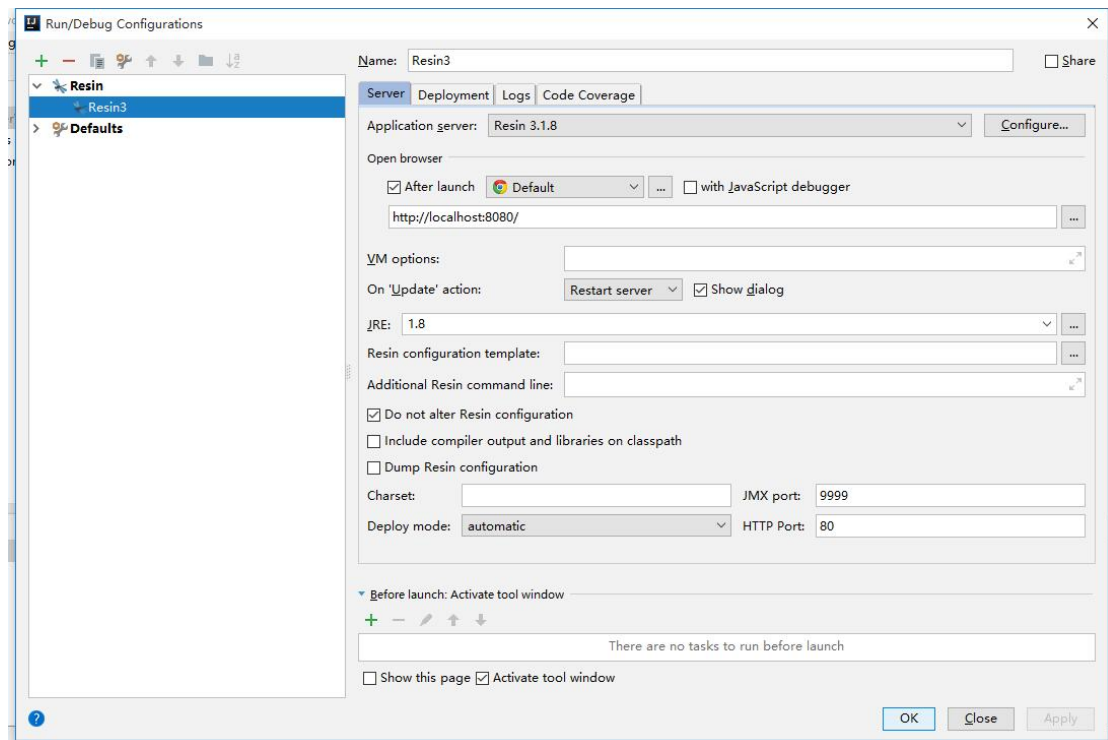 Run/Debug Configurations
Name: Resin3 Share
Resin
Resin3
Defaults
Server Deployment Logs Code Coverage
Application server: Resin 3.1.8 Configure...
Open browser
After launch Default ... with JavaScript debugger
http://localhost:8080/ ...
VM options:
On 'Update' action: Restart server Show dialog
JRE: 1.8 ...
Resin configuration template: ...
Additional Resin command line:
Do not alter Resin configuration
Include compiler output and libraries on classpath
Dump Resin configuration
Charset: JMX port: 9999
Deploy mode: automatic HTTP Port: 80
Before launch: Activate tool window
There are no tasks to run before launch
Show this page Activate tool window
? OK Close Apply